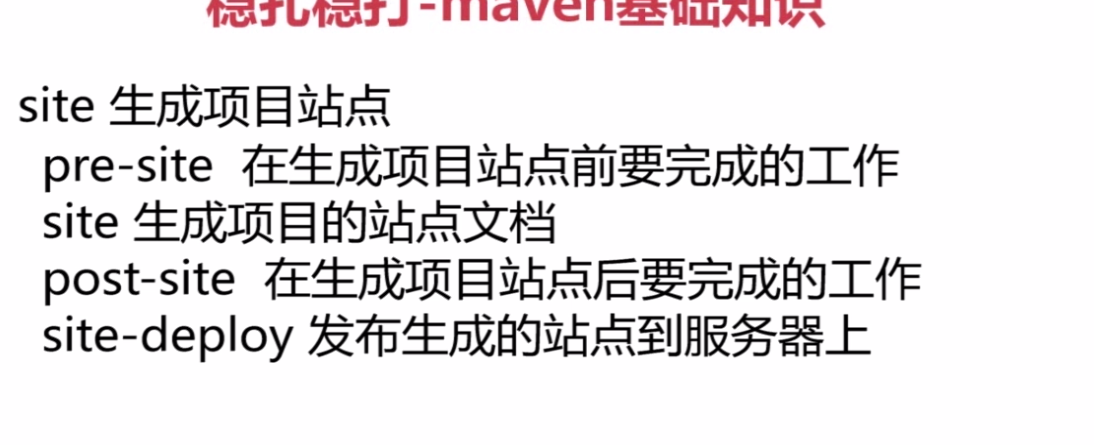 稳扎稳打-maven基础知识
site 生成项目站点
pre-site 在生成项目站点前要完成的工作
site 生成项目的站点文档
post-site 在生成项目站点后要完成的工作
site-deploy 发布生成的站点到服务器上